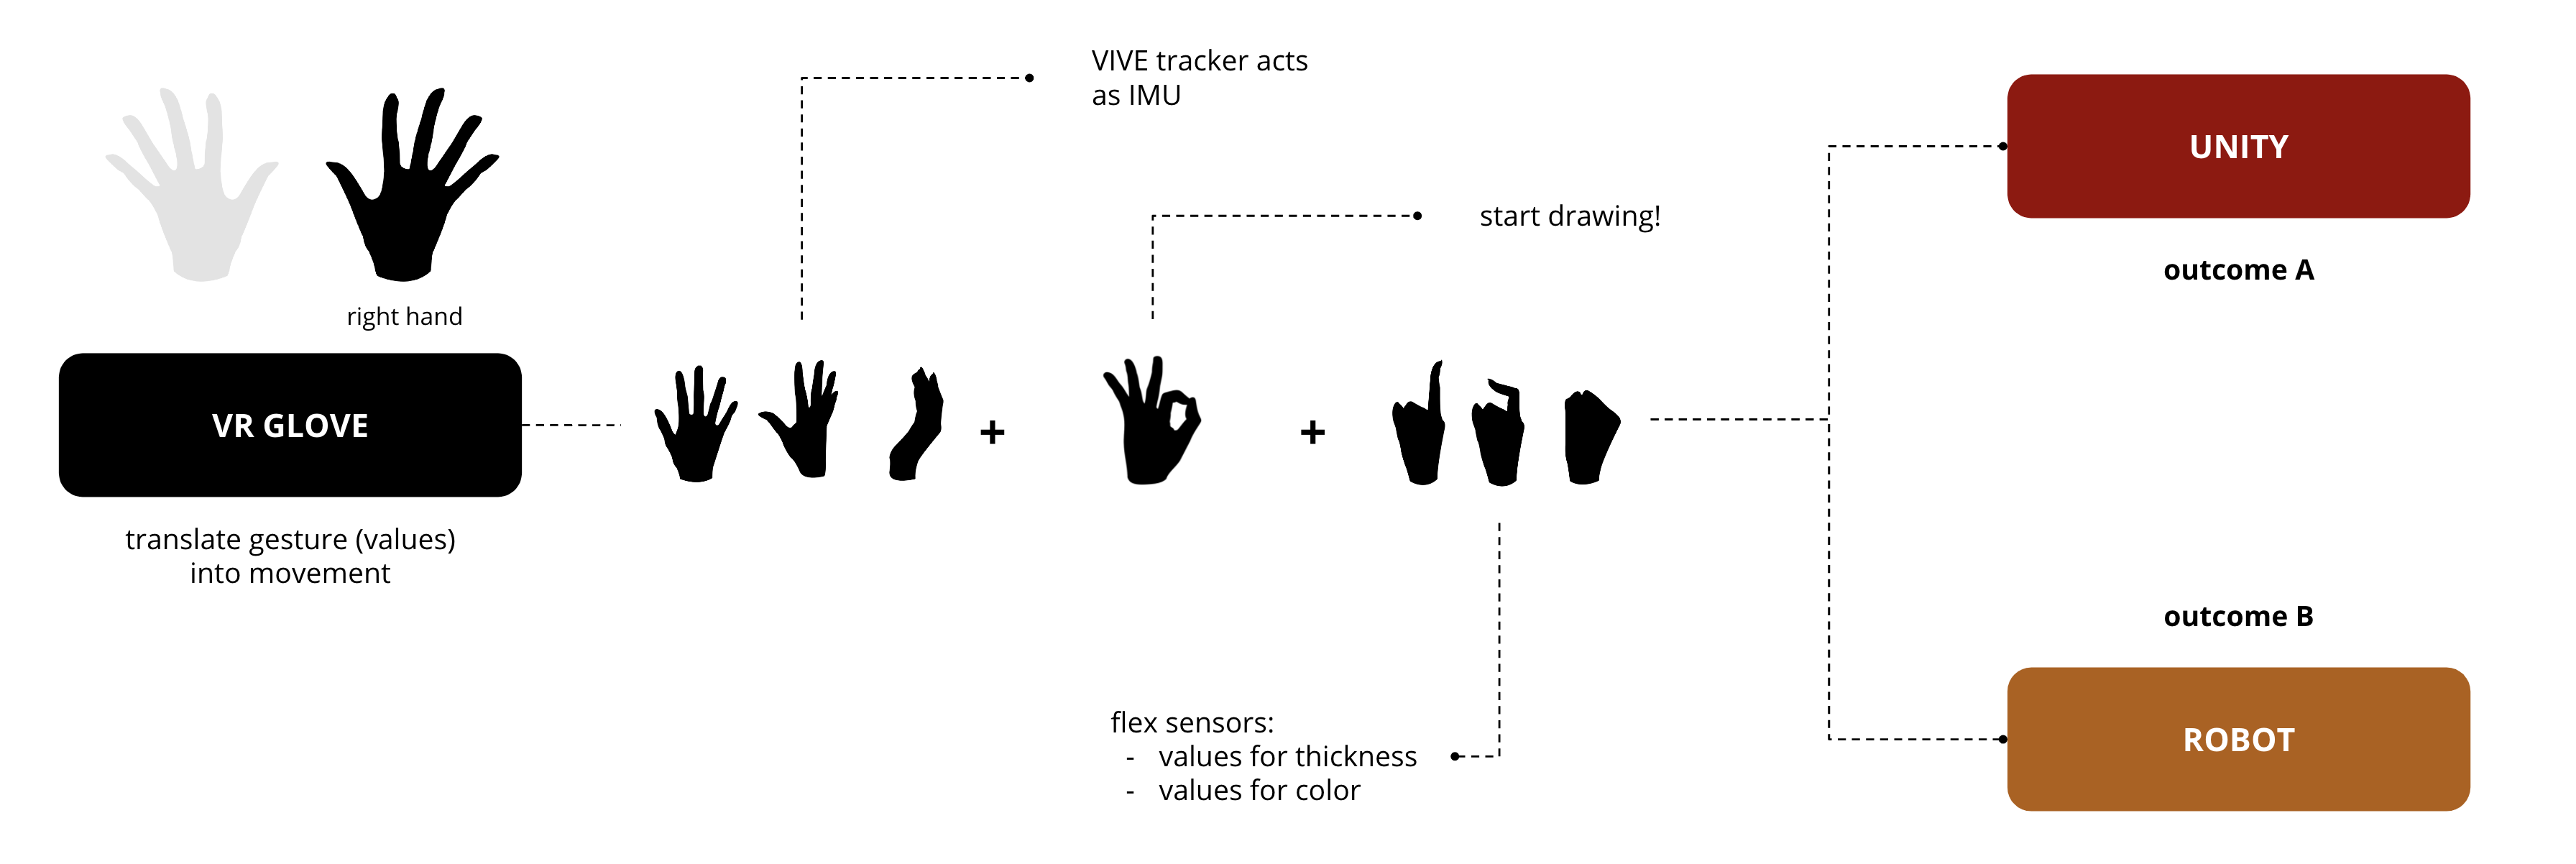 right hand
VR GLOVE
translate gesture (values)
into movement
VIVE tracker acts
as IMU
+
start drawing!
+
flex sensors:
- values for thickness
- values for color
UNITY
outcome A
outcome B
ROBOT